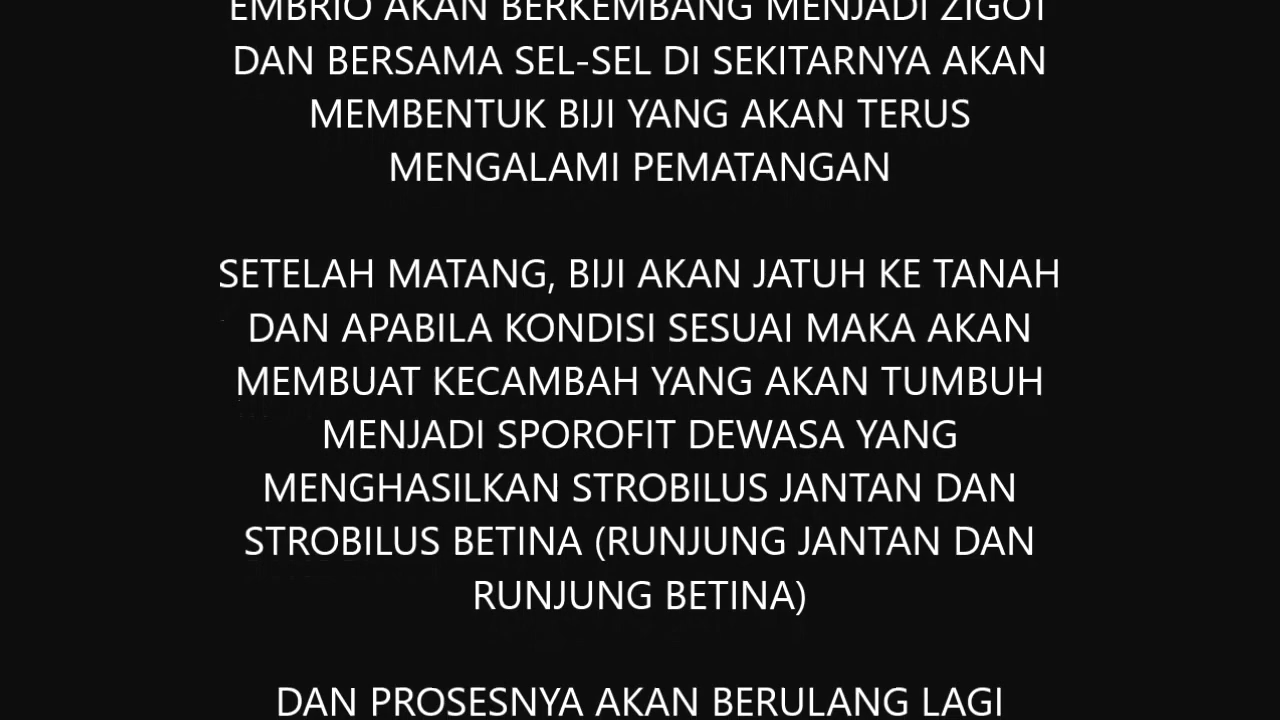 EMBRIO AKAN BERKEMBANG MENJADI ZIGOT
DAN BERSAMA SEL-SEL DI SEKITARNYA AKAN
MEMBENTUK BIJI YANG AKAN TERUS
MENGALAMI PEMATANGAN
SETELAH MATANG, BIJI AKAN JATUH KE TANAH
DAN APABILA KONDISI SESUAI MAKA AKAN
MEMBUAT KECAMBAH YANG AKAN TUMBUH
MENJADI SPOROFIT DEWASA YANG
MENGHASILKAN STROBILUS JANTAN DAN
STROBILUS BETINA (RUNJUNG JANTAN DAN
RUNJUNG BETINA)
DAN PROSESNYA AKAN BERULANG LAGI